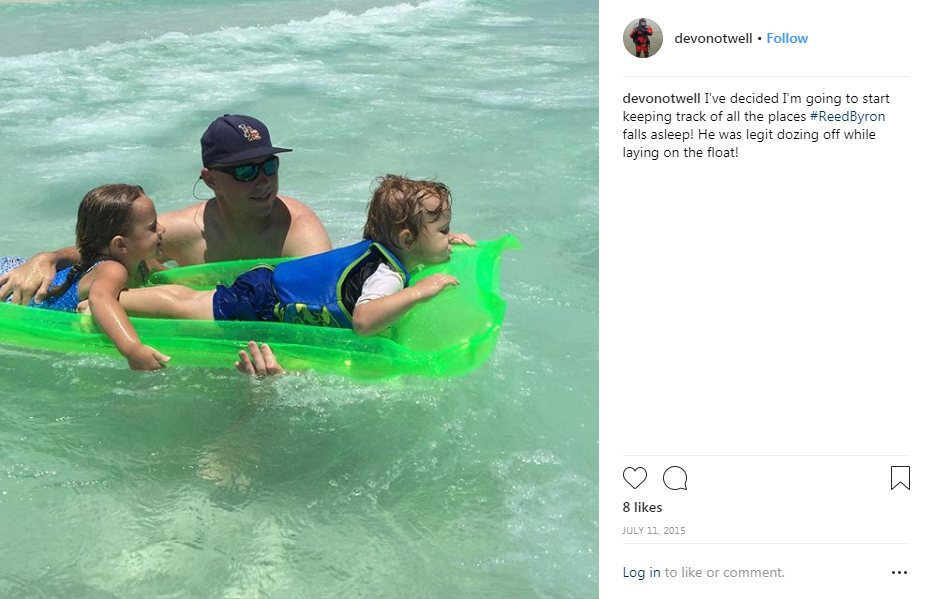 devonotwell • Follow
devonotwell I've decided I'm going to start
keeping track of all the places #ReedByron
falls asleep! He was legit dozing off while
laying on the float!
8 likes
JULY 11, 2015
Log in to like or comment.